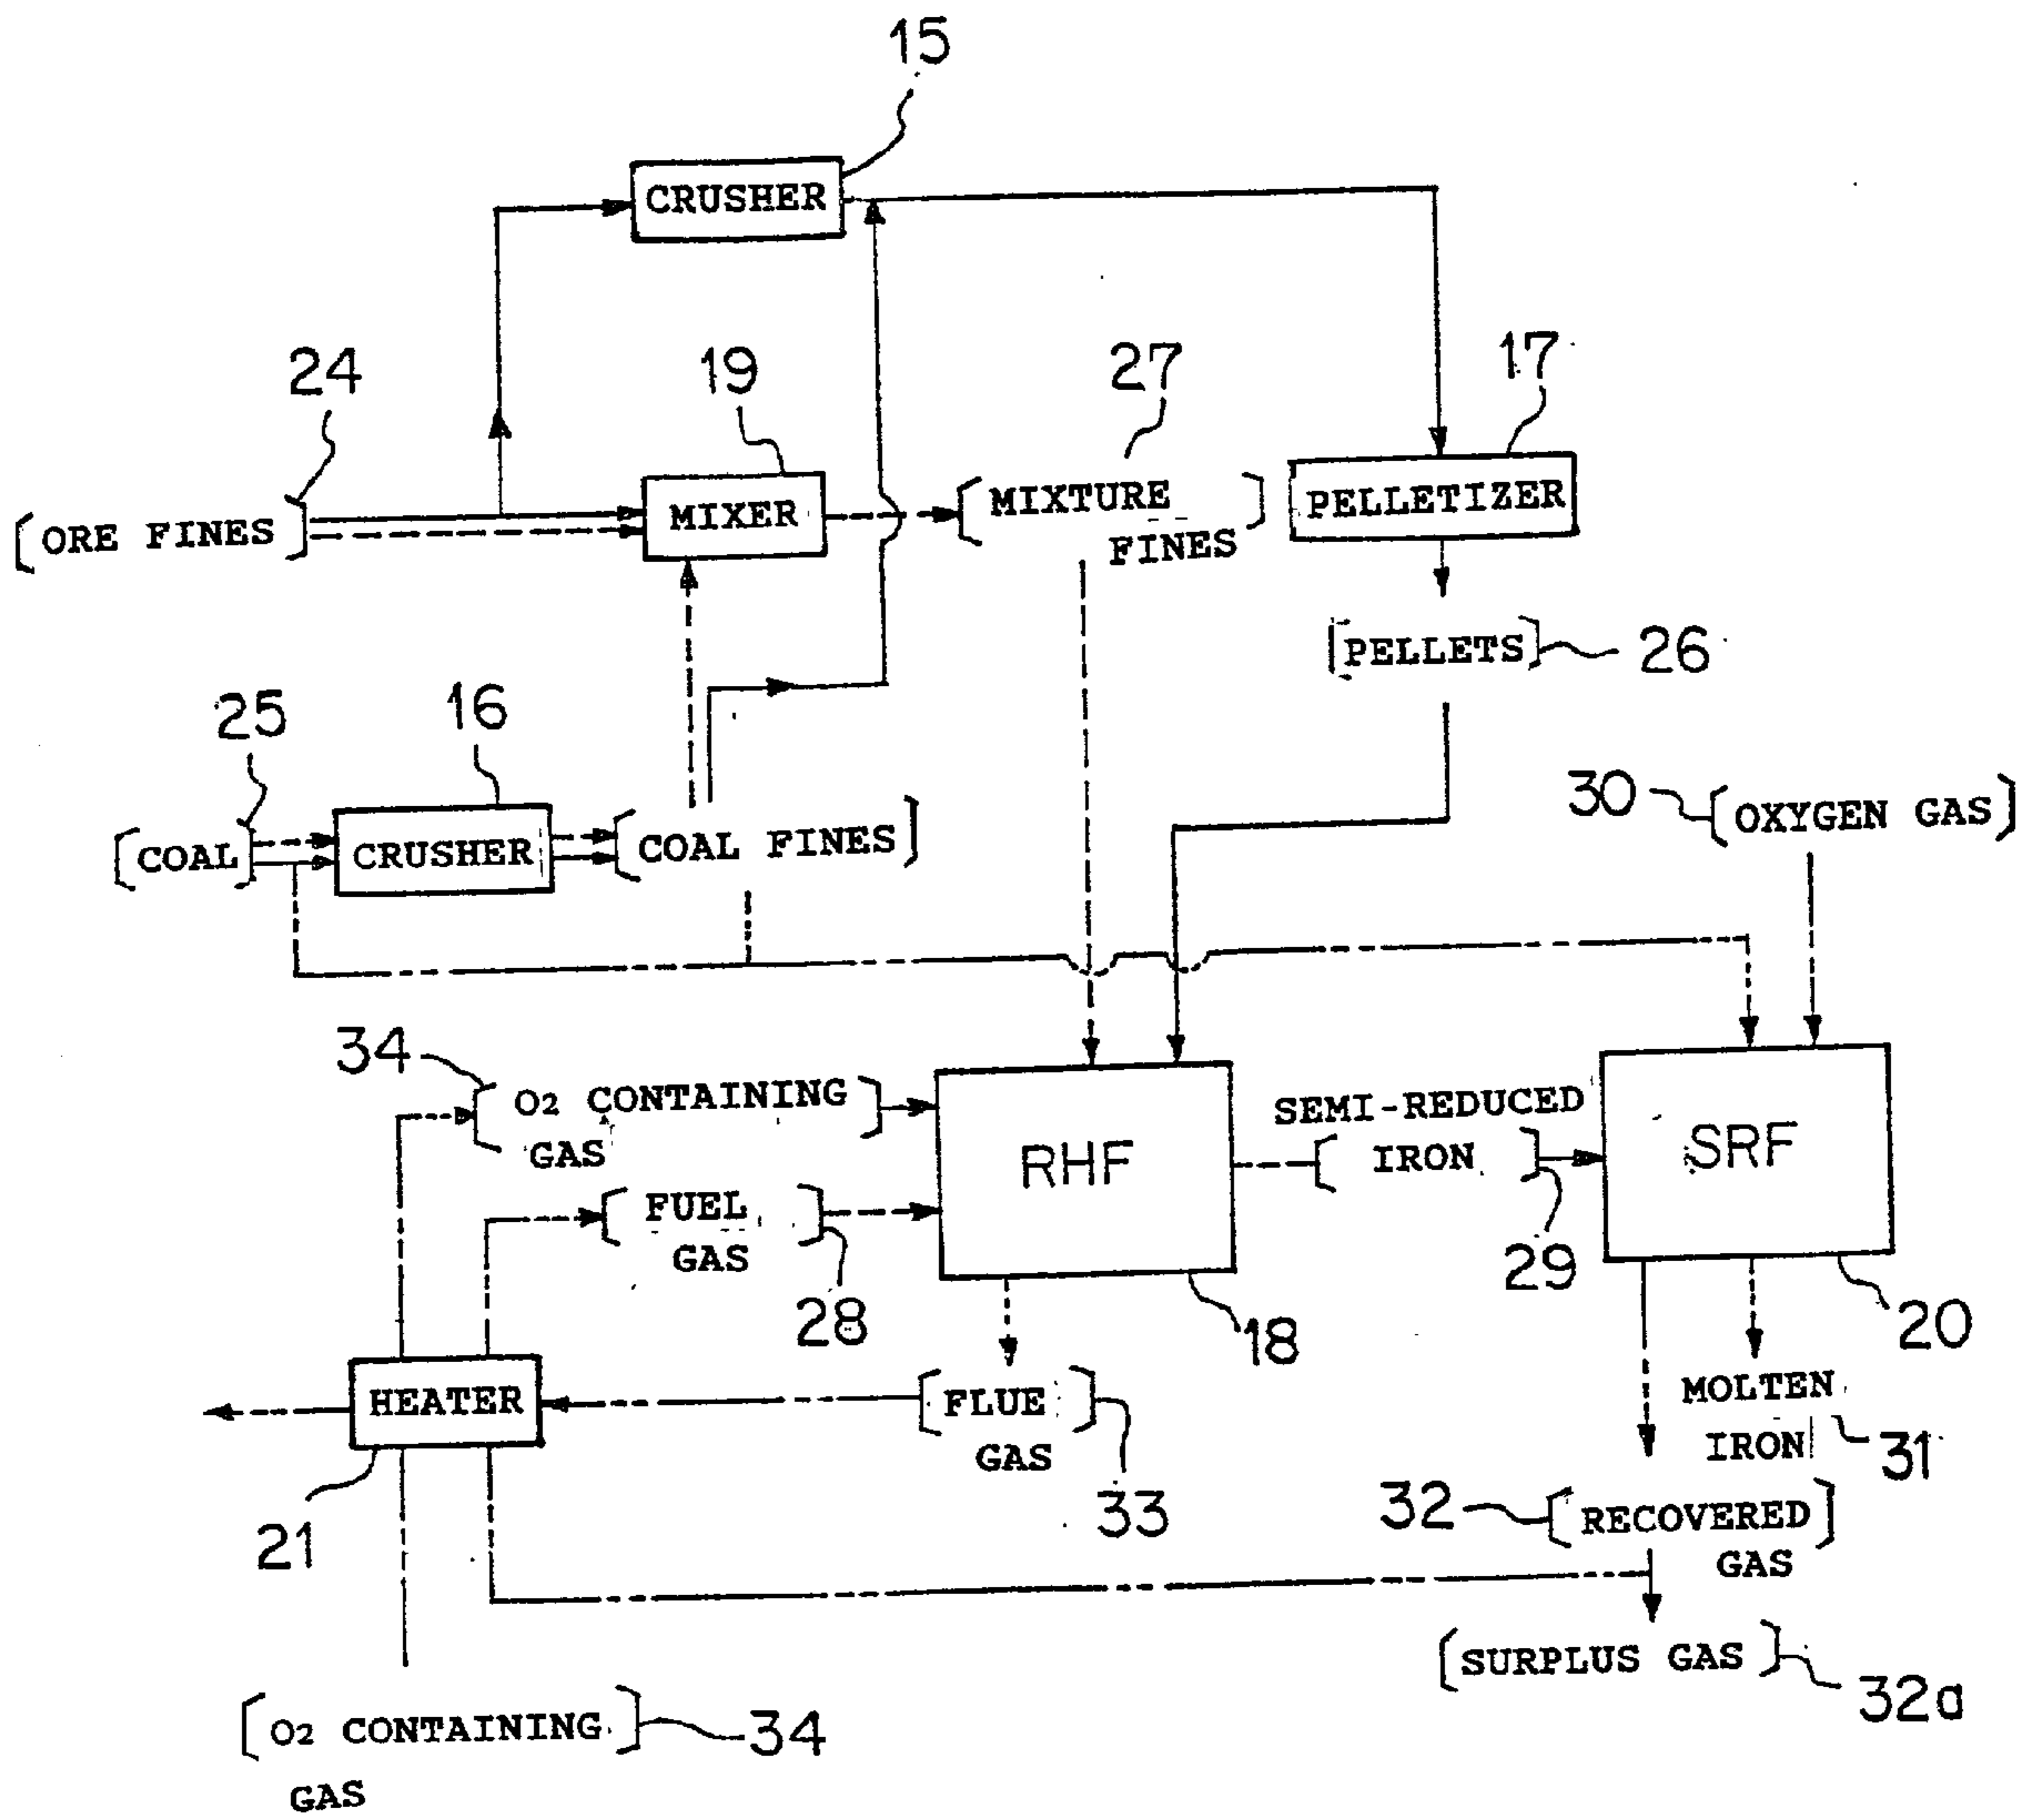 15
CRUSHER
24
19
27
17
[ORE FINES]
MIXER
[MIXTURE
FINES]
PELLETIZER
[PELLETS]
26
25
16
30
[OXYGEN GAS]
[COAL]
CRUSHER
[COAL FINES]
34
[O2 CONTAINING]
GAS
RHF
SEMI-REDUCED
[IRON]
SRF
[FUEL]
GAS
28
18
29
20
HEATER
[FLUE]
GAS
33
MOLTEN
IRON
31
21
32
[RECOVERED]
GAS
[SURPLUS GAS]
32a
[O2 CONTAINING]
GAS
34